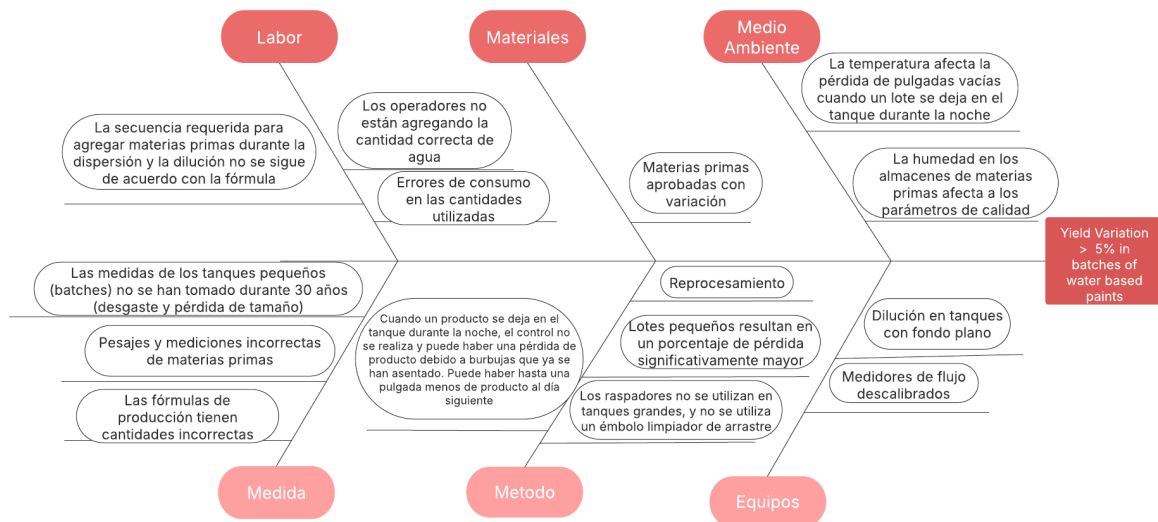 Labor
Materiales
Medio
Ambiente
La temperatura afecta la
pérdida de pulgadas vacías
cuando un lote se deja en el
tanque durante la noche
Los operadores no
están agregando la
cantidad correcta de
agua
La secuencia requerida para
agregar materias primas durante la
dispersión y la dilución no se sigue
de acuerdo con la fórmula
Errores de consumo
en las cantidades
utilizadas
Materias primas
aprobadas con
variación
La humedad en los
almacenes de materias
primas afecta a los
parámetros de calidad
Yield Variation
> 5% in
batches of
water based
paints
Las medidas de los tanques pequeños
(batches) no se han tomado durante 30 años
(desgaste y pérdida de tamaño)
Pesajes y mediciones incorrectas
de materias primas
Las fórmulas de
producción tienen
cantidades incorrectas
Cuando un producto se deja en el
tanque durante la noche, el control no
se realiza y puede haber una pérdida de
producto debido a burbujas que ya se
han asentado. Puede haber hasta una
pulgada menos de producto al día
siguiente
Reprocesamiento
Lotes pequeños resultan en
un porcentaje de pérdida
significativamente mayor
Los raspadores no se utilizan en
tanques grandes, y no se utiliza
un émbolo limpiador de arrastre
Dilución en tanques
con fondo plano
Medidores de flujo
descalibrados
Medida
Metodo
Equipos